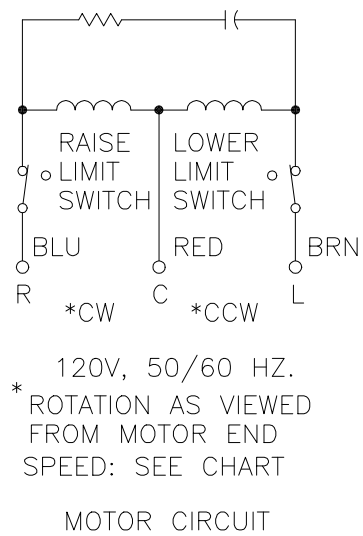 RAISE LOWER
LIMIT LIMIT
SWITCH SWITCH
BLU RED BRN
R C L
*CW *CCW
120V, 50/60 HZ.
* ROTATION AS VIEWED
FROM MOTOR END
SPEED: SEE CHART
MOTOR CIRCUIT